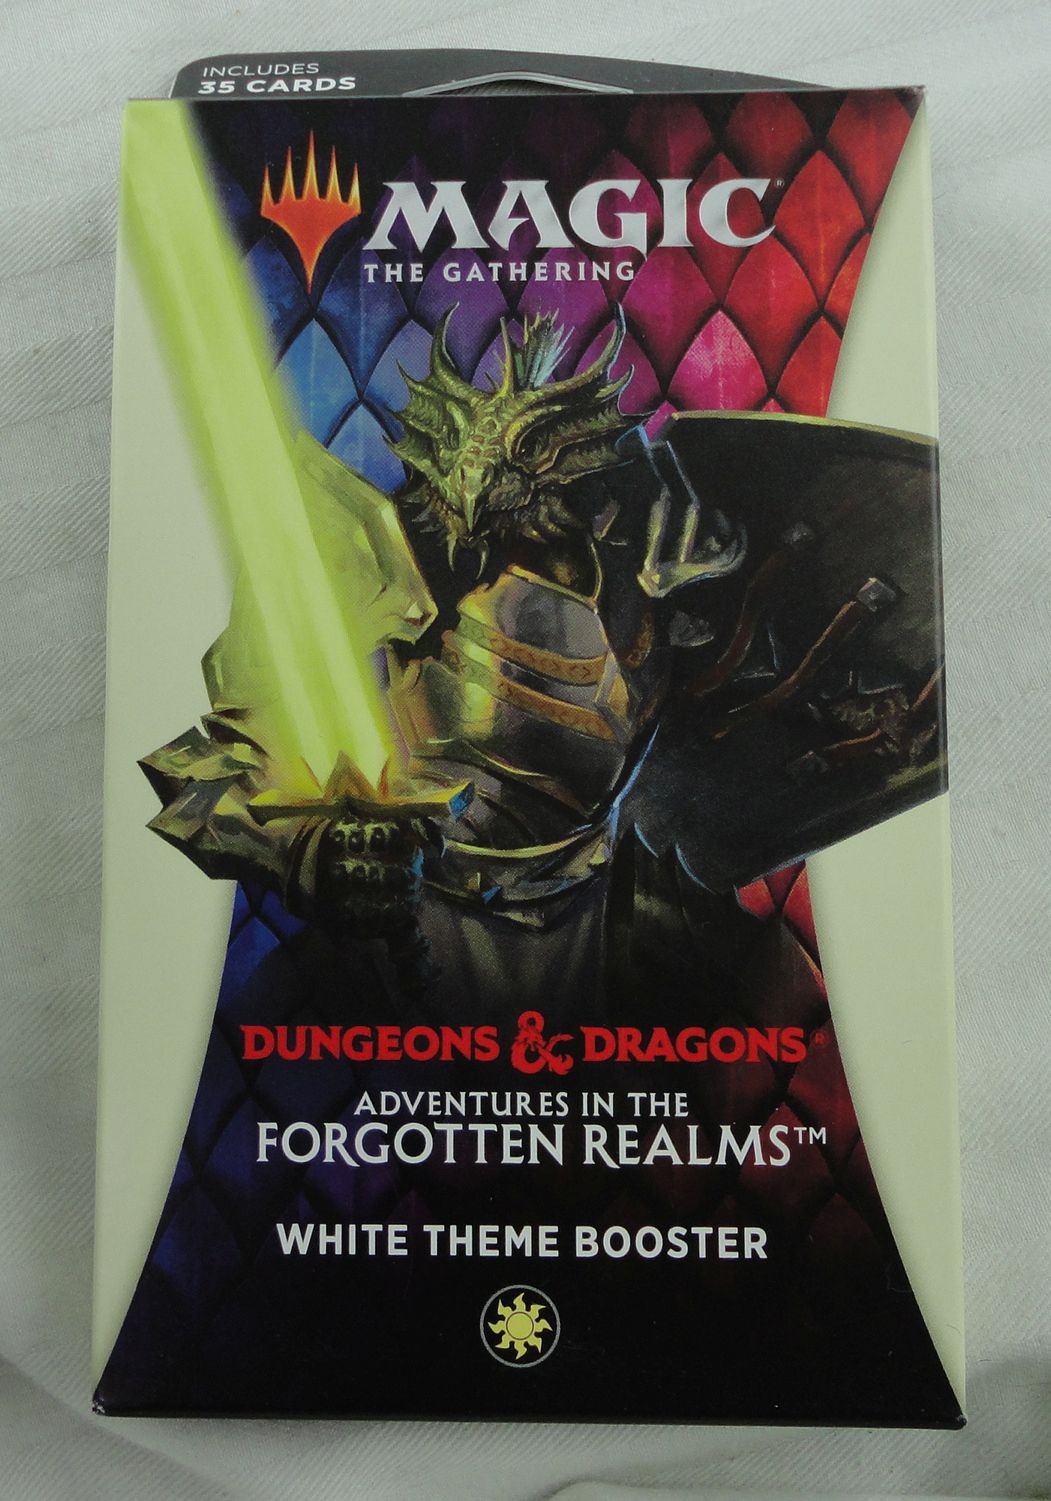 INCLUDES
35 CARDS
MAGIC®
THE GATHERING
DUNGEONS & DRAGONS®
ADVENTURES IN THE
FORGOTTEN REALMS™
WHITE THEME BOOSTER